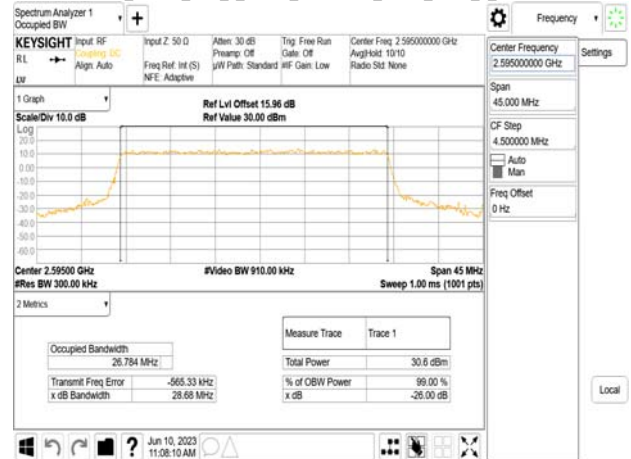 Spectrum Analyzer 1
Occupied BW
Frequency
KEYSIGHT
Input: RF
Coupling: DC
Align: Auto
Input Z: 50 Ω
Freq Ref: Int (S)
NFE: Adaptive
Atten: 30 dB
Preamp: Off
µW Path: Standard
Trig: Free Run
Gate: Off
#IF Gain: Low
Center Freq: 2.595000000 GHz
Avg|Hold: 10/10
Radio Std: None
RL
Center Frequency
2.595000000 GHz
Settings
Span
45.000 MHz
CF Step
4.500000 MHz
Auto
Man
Freq Offset
0 Hz
Local
1 Graph
Scale/Div 10.0 dB
Ref Lvl Offset 15.96 dB
Ref Value 30.00 dBm
Log
20.0
10.0
0.00
-10.0
-20.0
-30.0
-40.0
-50.0
-60.0
Center 2.59500 GHz
#Video BW 910.00 kHz
Span 45 MHz
#Res BW 300.00 kHz
Sweep 1.00 ms (1001 pts)
2 Metrics
Measure Trace
Trace 1
Occupied Bandwidth
26.784 MHz
Total Power
30.6 dBm
Transmit Freq Error
-565.33 kHz
% of OBW Power
99.00 %
x dB Bandwidth
28.68 MHz
x dB
-26.00 dB
Jun 10, 2023
11:08:10 AM